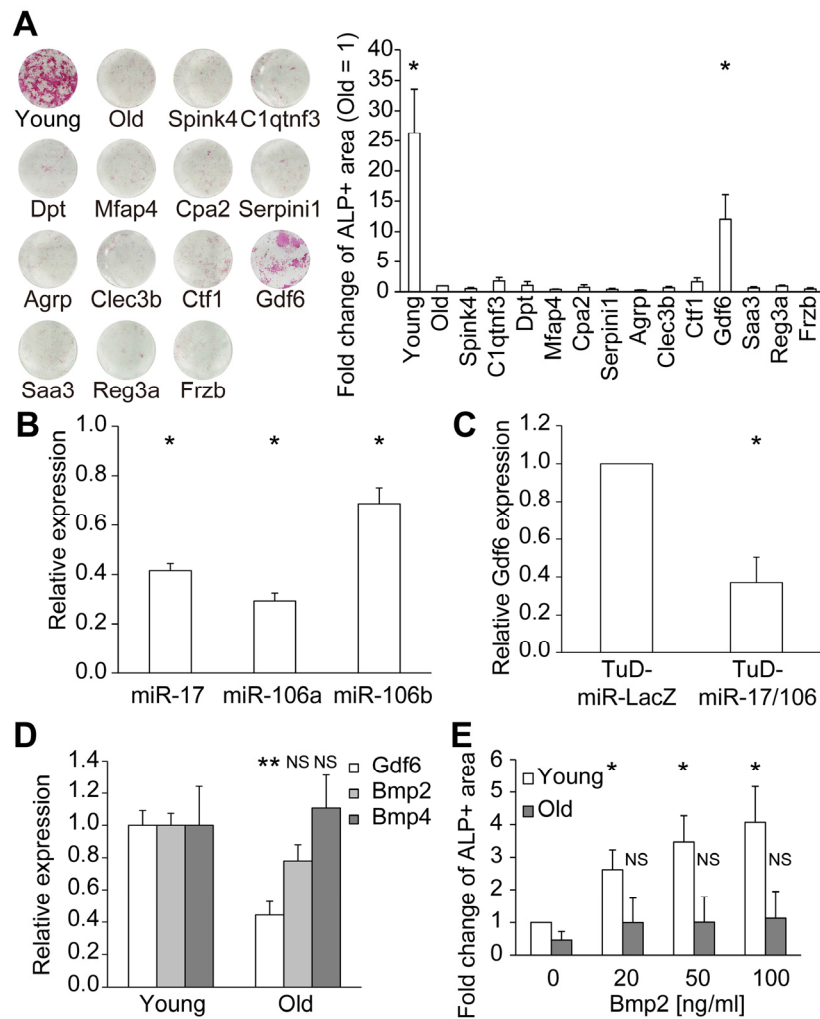 A
Young Old Spink4 C1qtnf3
Dpt Mfap4 Cpa2 Serpini1
Agrp Clec3b Ctf1 Gdf6
Saa3 Reg3a Frzb
Fold change of ALP+ area (Old = 1)
40
35
30
25
20
15
10
5
0
* *
Young Old Spink4 C1qtnf3 Dpt Mfap4 Cpa2 Serpini1 Agrp Clec3b Ctf1 Gdf6 Saa3 Reg3a Frzb
B
Relative expression
1.0
0.8
0.6
0.4
0.2
0.0
* * *
miR-17 miR-106a miR-106b
C
Relative Gdf6 expression
1.2
1.0
0.8
0.6
0.4
0.2
0.0
*
TuD- TuD-
miR-LacZ miR-17/106
D
Relative expression
1.4
1.2
1.0
0.8
0.6
0.4
0.2
0.0
** NS NS
Gdf6
Bmp2
Bmp4
Young Old
E
Fold change of ALP+ area
6
5
4
3
2
1
0
Young
Old
* * *
NS NS NS
0 20 50 100
Bmp2 [ng/ml]